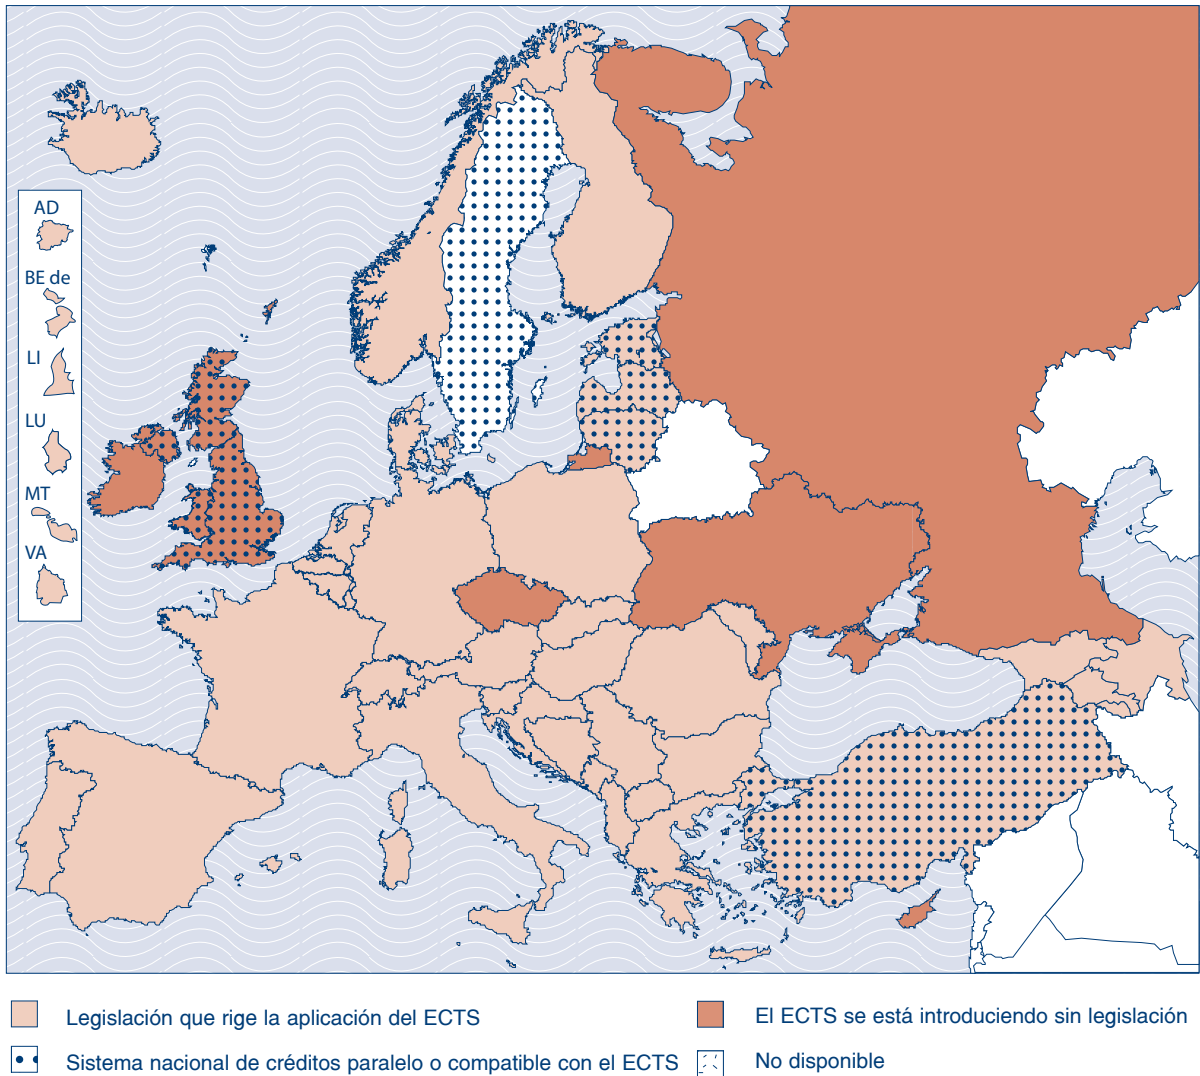 AD
BE de
LI
LU
MT
VA
Legislación que rige la aplicación del ECTS
El ECTS se está introduciendo sin legislación
Sistema nacional de créditos paralelo o compatible con el ECTS
No disponible